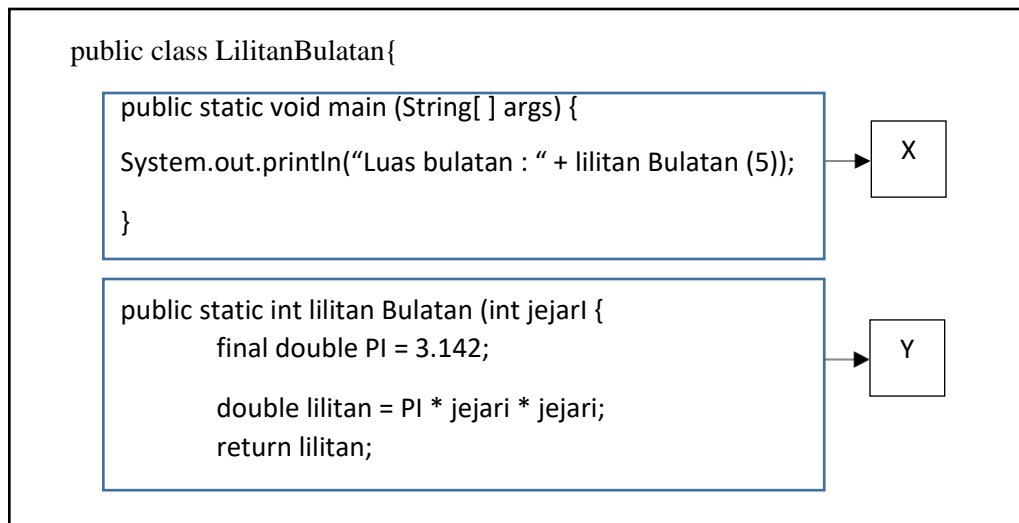 public class LilitanBulatan{
public static void main (String[ ] args) {
System.out.println(“Luas bulatan : “ + lilitan Bulatan (5));
}
X
public static int lilitan Bulatan (int jejarI {
final double PI = 3.142;
double lilitan = PI * jejari * jejari;
return lilitan;
Y